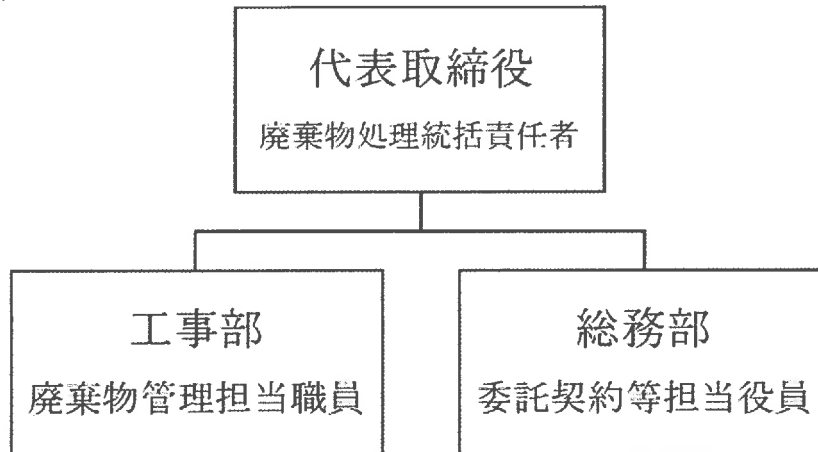 代表取締役
廃棄物処理統括責任者
工事部
廃棄物管理担当職員
総務部
委託契約等担当役員